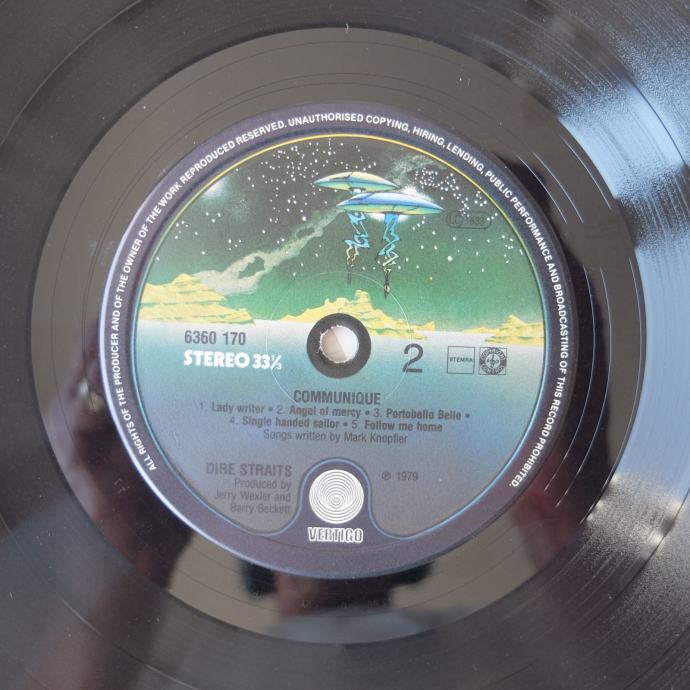 ALL RIGHTS OF THE PRODUCER AND OF THE OWNER OF THE WORK REPRODUCED RESERVED. UNAUTHORISED COPYING, HIRING, LENDING, PUBLIC PERFORMANCE AND BROADCASTING OF THIS RECORD PROHIBITED.
LC 1633
6360 170
STEREO 33⅓
2
STEMRA
COMMUNIQUE
1. Lady writer • 2. Angel of mercy • 3. Portobello Belle •
4. Single handed sailor • 5. Follow me home
Songs written by Mark Knopfler
DIRE STRAITS
Produced by
Jerry Wexler and
Barry Beckett
℗ 1979
VERTIGO